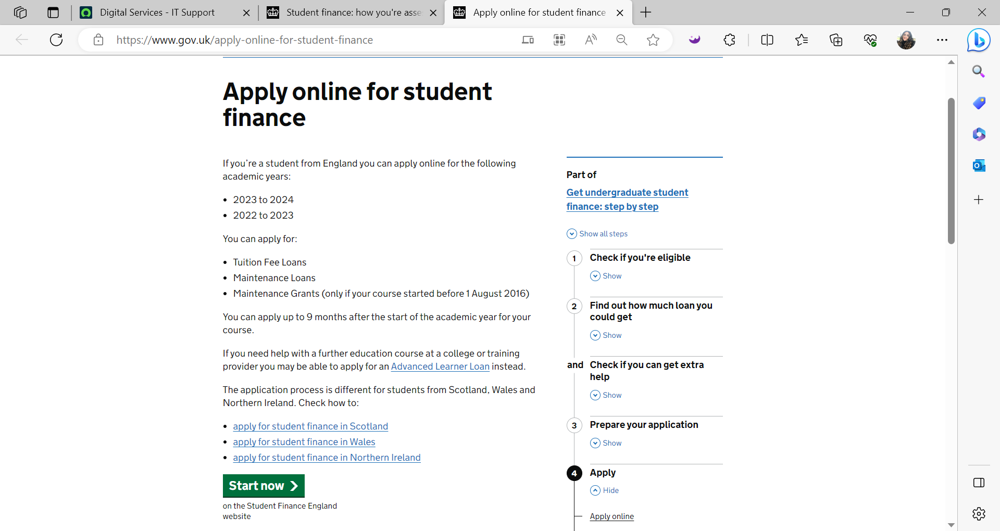 Digital Services - IT Support
Student finance: how you're asse
Apply online for student finance
https://www.gov.uk/apply-online-for-student-finance
Apply online for student
finance
If you're a student from England you can apply online for the following
academic years:
2023 to 2024
2022 to 2023
You can apply for:
Tuition Fee Loans
Maintenance Loans
Maintenance Grants (only if your course started before 1 August 2016)
You can apply up to 9 months after the start of the academic year for your
course.
If you need help with a further education course at a college or training
provider you may be able to apply for an Advanced Learner Loan instead.
The application process is different for students from Scotland, Wales and
Northern Ireland. Check how to:
apply for student finance in Scotland
apply for student finance in Wales
apply for student finance in Northern Ireland
Start now
on the Student Finance England
website
Part of
Get undergraduate student
finance: step by step
Show all steps
1 Check if you're eligible
Show
2 Find out how much loan you
could get
Show
and Check if you can get extra
help
Show
3 Prepare your application
Show
4 Apply
Hide
Apply online